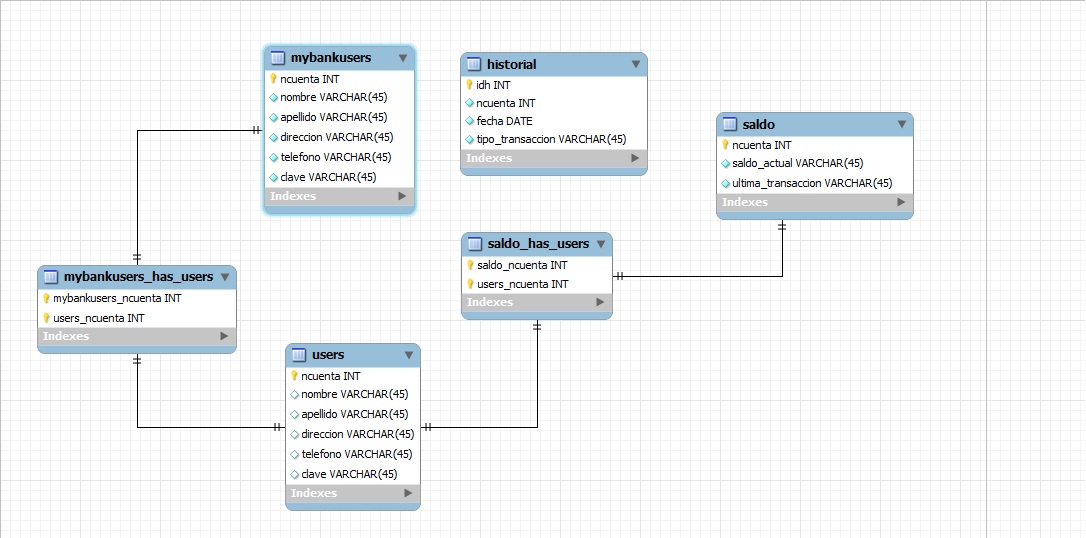 mybankusers
ncuenta INT
nombre VARCHAR(45)
apellido VARCHAR(45)
direccion VARCHAR(45)
telefono VARCHAR(45)
clave VARCHAR(45)
Indexes
historial
idh INT
ncuenta INT
fecha DATE
tipo_transaccion VARCHAR(45)
Indexes
saldo
ncuenta INT
saldo_actual VARCHAR(45)
ultima_transaccion VARCHAR(45)
Indexes
saldo_has_users
saldo_ncuenta INT
users_ncuenta INT
Indexes
mybankusers_has_users
mybankusers_ncuenta INT
users_ncuenta INT
Indexes
users
ncuenta INT
nombre VARCHAR(45)
apellido VARCHAR(45)
direccion VARCHAR(45)
telefono VARCHAR(45)
clave VARCHAR(45)
Indexes